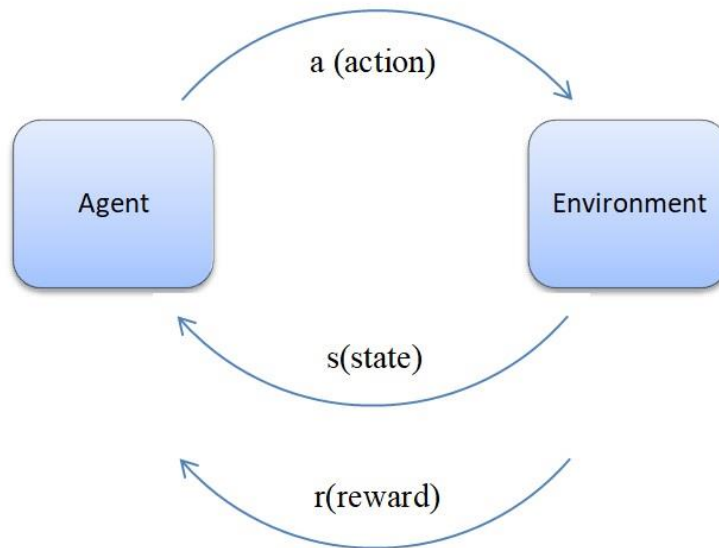 a (action)
Agent
Environment
s(state)
r(reward)